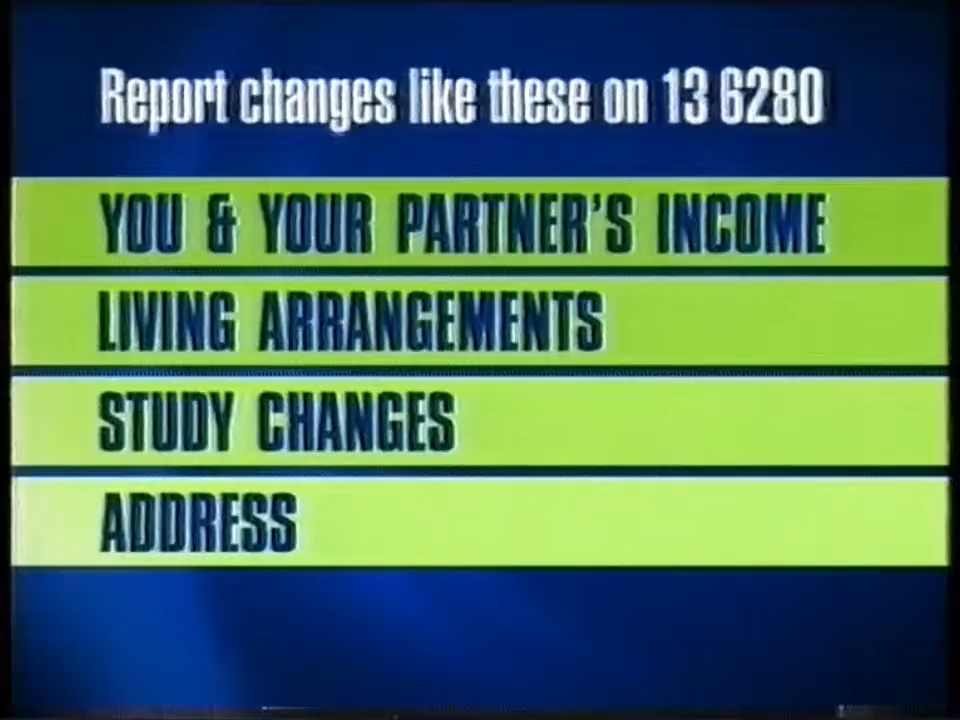 Report changes like these on 13 6280
YOU & YOUR PARTNER'S INCOME
LIVING ARRANGEMENTS
STUDY CHANGES
ADDRESS